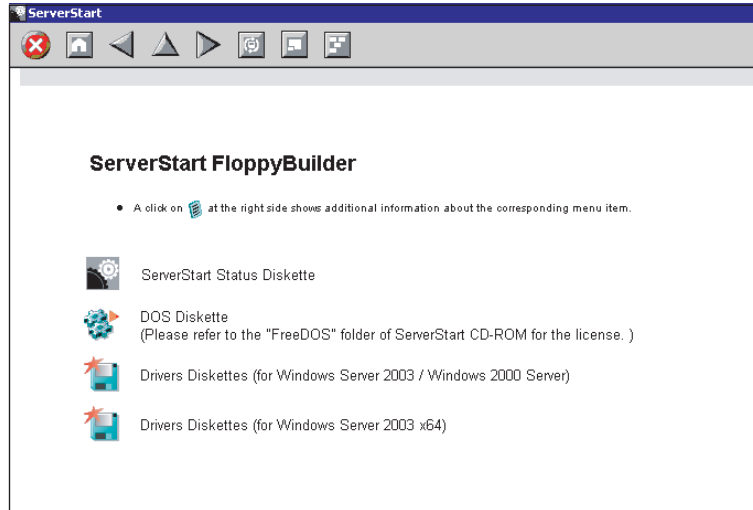 ServerStart
ServerStart FloppyBuilder
• A click on at the right side shows additional information about the corresponding menu item.
ServerStart Status Diskette
DOS Diskette
(Please refer to the "FreeDOS" folder of ServerStart CD-ROM for the license. )
Drivers Diskettes (for Windows Server 2003 / Windows 2000 Server)
Drivers Diskettes (for Windows Server 2003 x64)